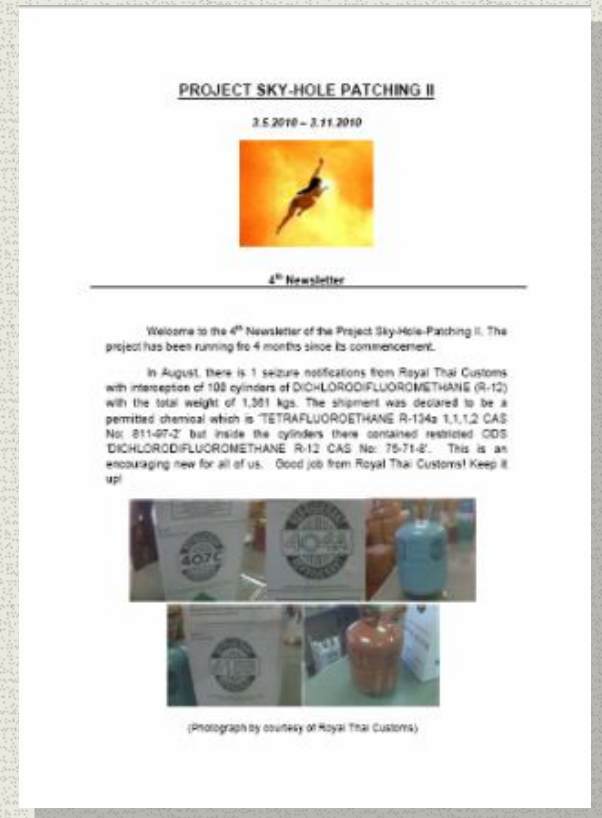 PROJECT SKY-HOLE PATCHING II
3.5.2010 – 3.11.2010
4th Newsletter
Welcome to the 4th Newsletter of the Project Sky-Hole-Patching II. The
project has been running fro 4 months since its commencement.
In August, there is 1 seizure notifications from Royal Thai Customs
with interception of 100 cylinders of DICHLORODIFLUOROMETHANE (R-12)
with the total weight of 1,361 kgs. The shipment was declared to be a
permitted chemical which is 'TETRAFLUOROETHANE R-134a 1,1,1,2 CAS
No: 811-97-2' but inside the cylinders there contained restricted ODS
'DICHLORODIFLUOROMETHANE R-12 CAS No: 75-71-8'. This is an
encouraging new for all of us. Good job from Royal Thai Customs! Keep it
up!
407C
404A
(Photograph by courtesy of Royal Thai Customs)